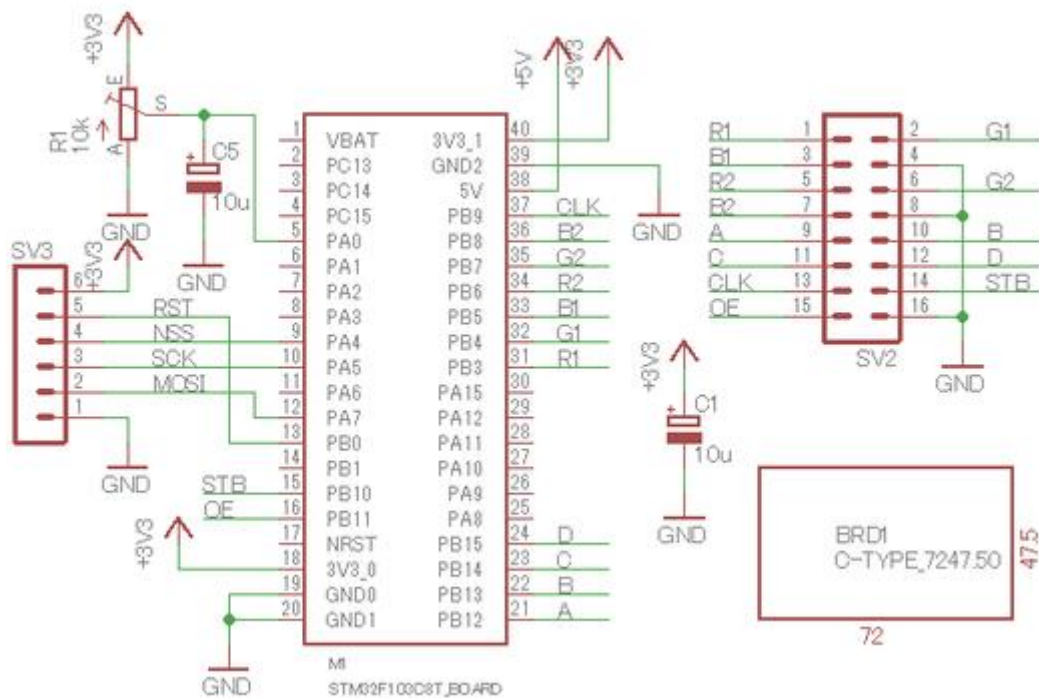 +3V3
E
S
A
R1
10k
C5
+
10u
GND
GND
SV3
+3V3
6
5
4
3
2
1
RST
NSS
SCK
MOSI
GND
STB
OE
+3V3
GND
+5V
+3V3
1 VBAT 3V3_1 40
2 PC13 GND2 39
3 PC14 5V 38
4 PC15 PB9 37 CLK
5 PA0 PB8 36 B2
6 PA1 PB7 35 G2
7 PA2 PB6 34 R2
8 PA3 PB5 33 B1
9 PA4 PB4 32 G1
10 PA5 PB3 31 R1
11 PA6 PA15 30
12 PA7 PA12 29
13 PB0 PA11 28
14 PB1 PA10 27
15 PB10 PA9 26
16 PB11 PA8 25
17 NRST PB15 24 D
18 3V3_0 PB14 23 C
19 GND0 PB13 22 B
20 GND1 PB12 21 A
M1
STM32F103C8T_BOARD
GND
R1 1 2 G1
B1 3 4
R2 5 6 G2
B2 7 8
A 9 10 B
C 11 12 D
CLK 13 14 STB
OE 15 16
SV2
GND
+3V3
C1
+
10u
GND
BRD1
C-TYPE_7247.50
47.5
72